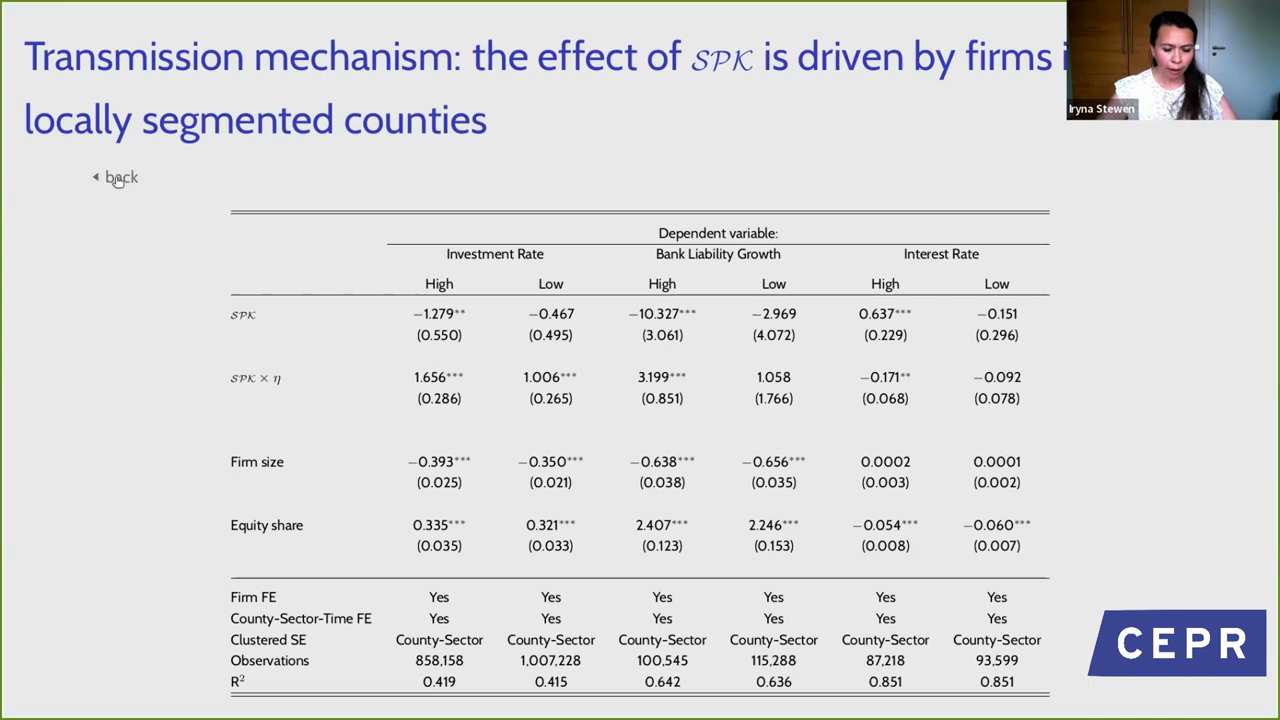 Transmission mechanism: the effect of SPK is driven by firms i
locally segmented counties
Iryna Stewen
back
Dependent variable:
Investment Rate Bank Liability Growth Interest Rate
High Low High Low High Low
SPK −1.279** −0.467 −10.327*** −2.969 0.637*** −0.151
(0.550) (0.495) (3.061) (4.072) (0.229) (0.296)
SPK × η 1.656*** 1.006*** 3.199*** 1.058 −0.171** −0.092
(0.286) (0.265) (0.851) (1.766) (0.068) (0.078)
Firm size −0.393*** −0.350*** −0.638*** −0.656*** 0.0002 0.0001
(0.025) (0.021) (0.038) (0.035) (0.003) (0.002)
Equity share 0.335*** 0.321*** 2.407*** 2.246*** −0.054*** −0.060***
(0.035) (0.033) (0.123) (0.153) (0.008) (0.007)
Firm FE Yes Yes Yes Yes Yes Yes
County-Sector-Time FE Yes Yes Yes Yes Yes Yes
Clustered SE County-Sector County-Sector County-Sector County-Sector County-Sector County-Sector
Observations 858,158 1,007,228 100,545 115,288 87,218 93,599
R² 0.419 0.415 0.642 0.636 0.851 0.851
CEPR